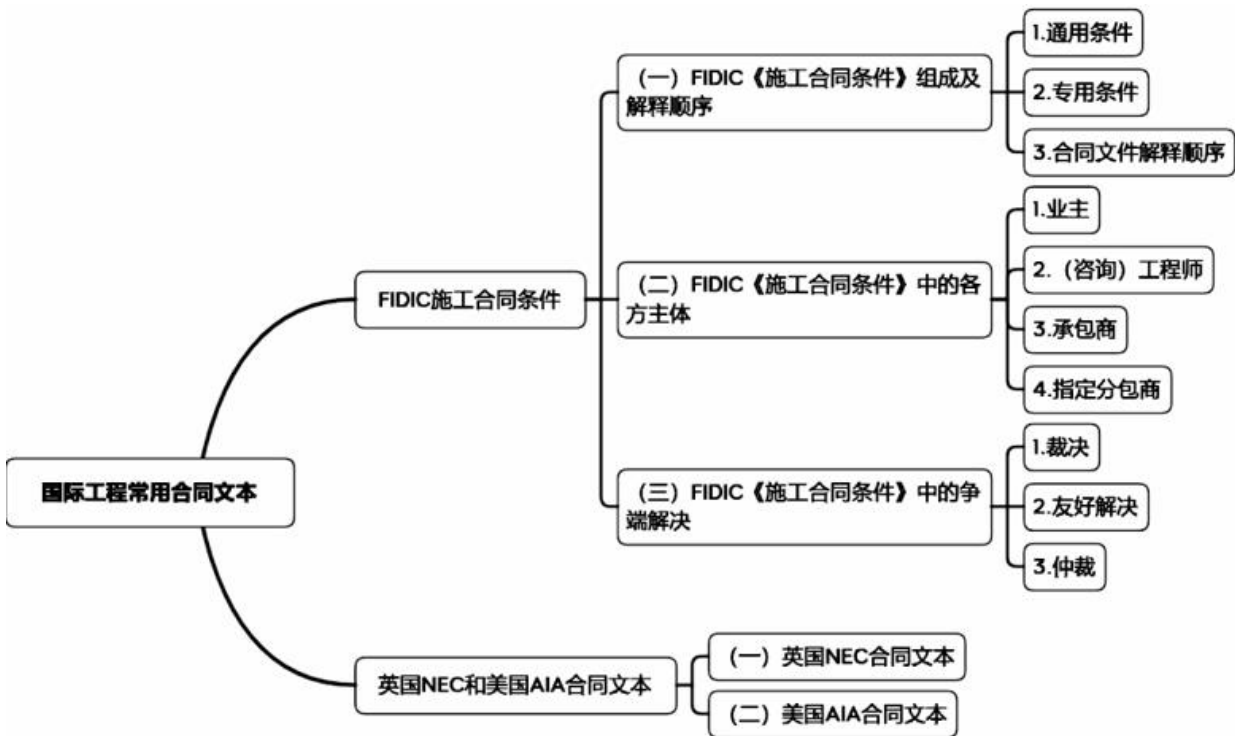 国际工程常用合同文本
FIDIC施工合同条件
（一）FIDIC《施工合同条件》组成及
解释顺序
1.通用条件
2.专用条件
3.合同文件解释顺序
（二）FIDIC《施工合同条件》中的各
方主体
1.业主
2.（咨询）工程师
3.承包商
4.指定分包商
（三）FIDIC《施工合同条件》中的争
端解决
1.裁决
2.友好解决
3.仲裁
英国NEC和美国AIA合同文本
（一）英国NEC合同文本
（二）美国AIA合同文本